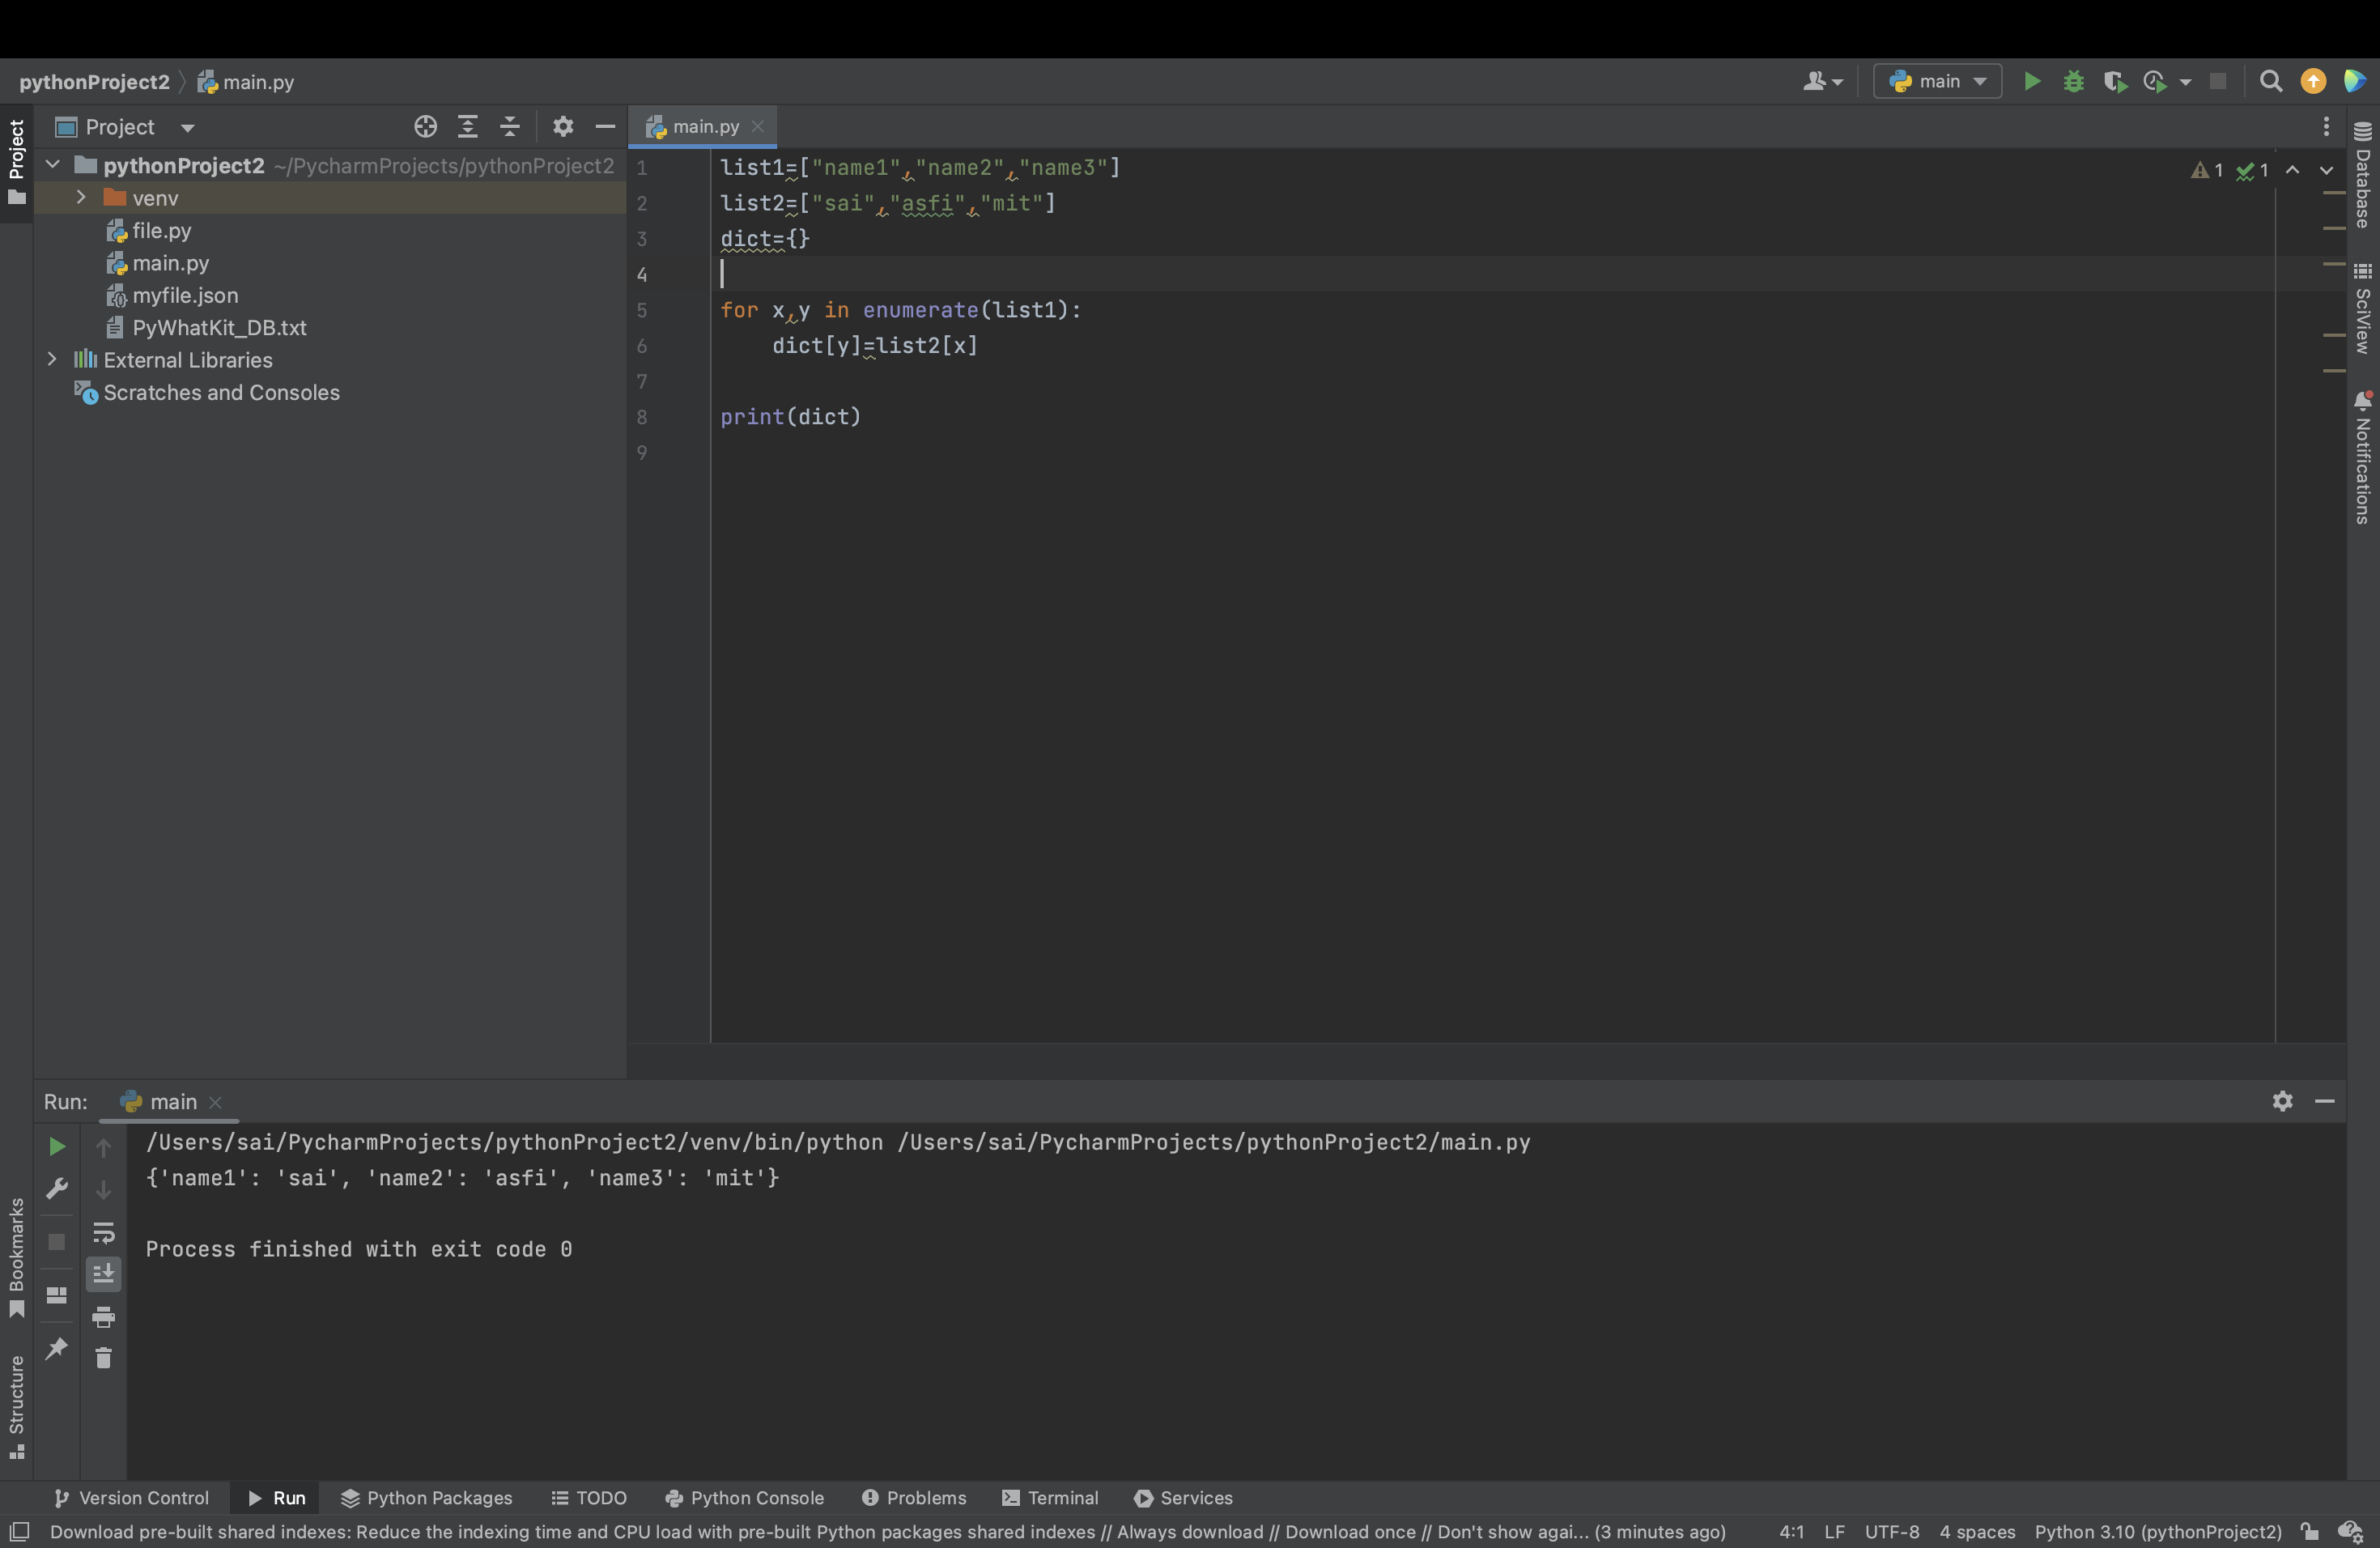 pythonProject2 main.py
main
Project
Project
pythonProject2 ~/PycharmProjects/pythonProject2
venv
file.py
main.py
myfile.json
PyWhatKit_DB.txt
External Libraries
Scratches and Consoles
main.py
1 list1=["name1","name2","name3"]
2 list2=["sai","asfi","mit"]
3 dict={}
4
5 for x,y in enumerate(list1):
6     dict[y]=list2[x]
7
8 print(dict)
9
1 1
Database
SciView
Notifications
Run: main
/Users/sai/PycharmProjects/pythonProject2/venv/bin/python /Users/sai/PycharmProjects/pythonProject2/main.py
{'name1': 'sai', 'name2': 'asfi', 'name3': 'mit'}
Process finished with exit code 0
Bookmarks
Structure
Version Control Run Python Packages TODO Python Console Problems Terminal Services
Download pre-built shared indexes: Reduce the indexing time and CPU load with pre-built Python packages shared indexes // Always download // Download once // Don't show agai... (3 minutes ago) 4:1 LF UTF-8 4 spaces Python 3.10 (pythonProject2)